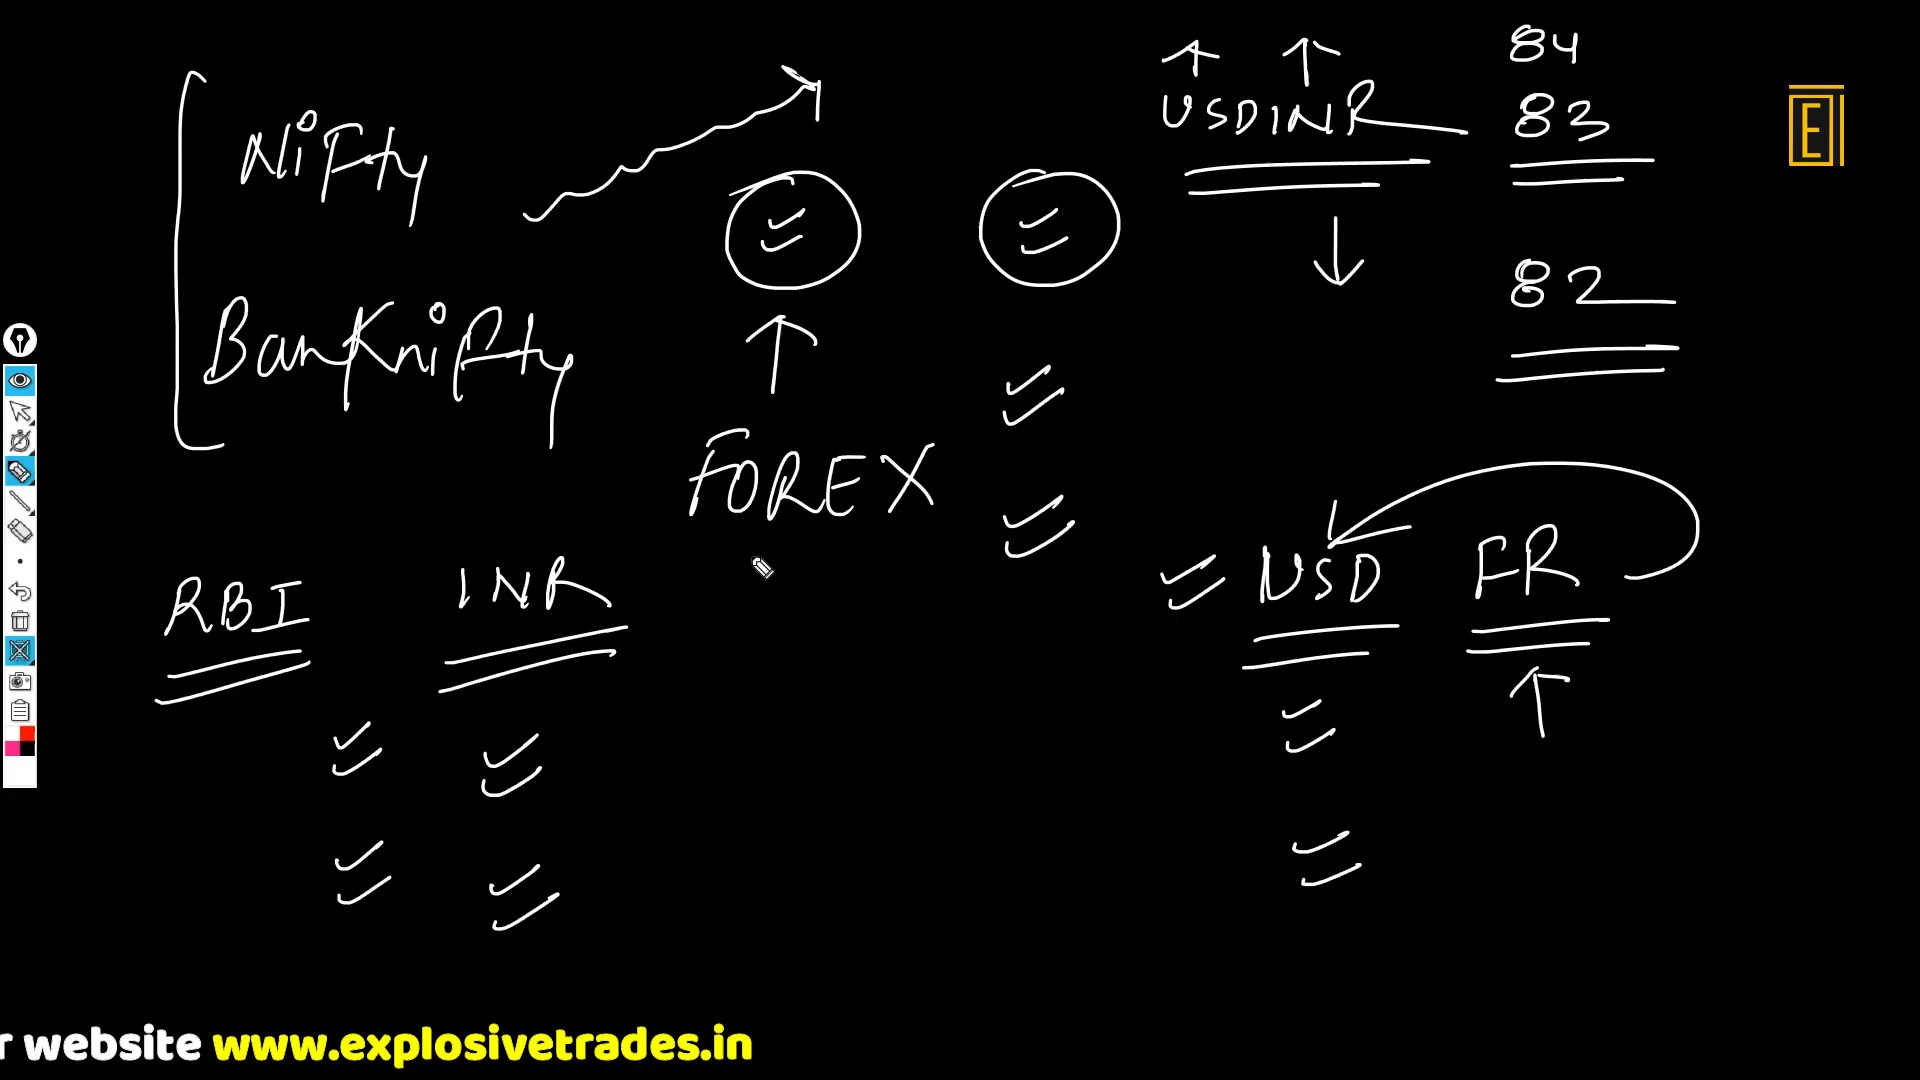 NiFty
BanKniFty
FOREX
RBI
INR
USDINR
84
83
82
USD FR
E
r website www.explosivetrades.in